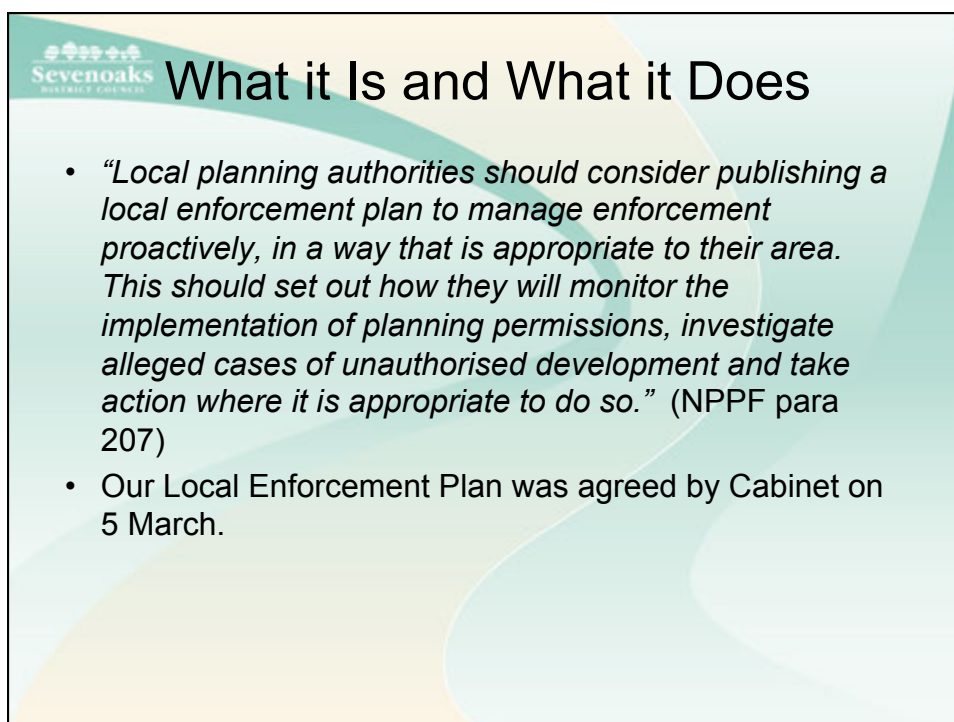 Sevenoaks
DISTRICT COUNCIL
What it Is and What it Does
• “Local planning authorities should consider publishing a
local enforcement plan to manage enforcement
proactively, in a way that is appropriate to their area.
This should set out how they will monitor the
implementation of planning permissions, investigate
alleged cases of unauthorised development and take
action where it is appropriate to do so.” (NPPF para
207)
• Our Local Enforcement Plan was agreed by Cabinet on
5 March.